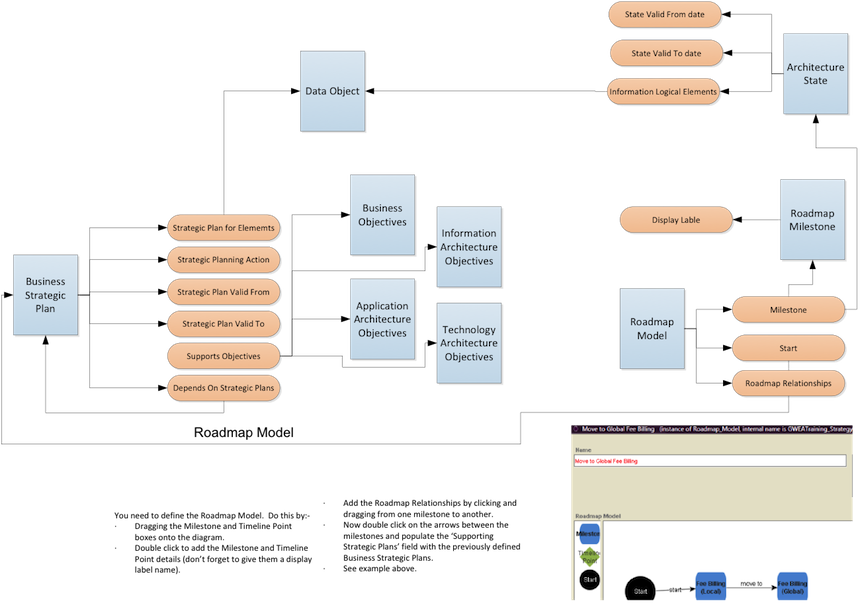 State Valid From date
State Valid To date
Information Logical Elements
Architecture
State
Data Object
Business
Objectives
Information
Architecture
Objectives
Roadmap
Milestone
Display Lable
Strategic Plan for Elements
Strategic Planning Action
Strategic Plan Valid From
Strategic Plan Valid To
Supports Objectives
Depends On Strategic Plans
Business
Strategic
Plan
Application
Architecture
Objectives
Technology
Architecture
Objectives
Roadmap
Model
Milestone
Start
Roadmap Relationships
Roadmap Model
You need to define the Roadmap Model. Do this by:-
· Dragging the Milestone and Timeline Point
boxes onto the diagram.
· Double click to add the Milestone and Timeline
Point details (don't forget to give them a display
label name).
· Add the Roadmap Relationships by clicking and
dragging from one milestone to another.
· Now double click on the arrows between the
milestones and populate the 'Supporting
Strategic Plans' field with the previously defined
Business Strategic Plans.
· See example above.
Move to Global Fee Billing (instance of Roadmap_Model, internal name is GWEATraining_Strategy
Name
Move to Global Fee Billing
Roadmap Model
Milestone
Timeline
Point
Start
Start
start
Fee Billing
(Local)
move to
Fee Billing
(Global)